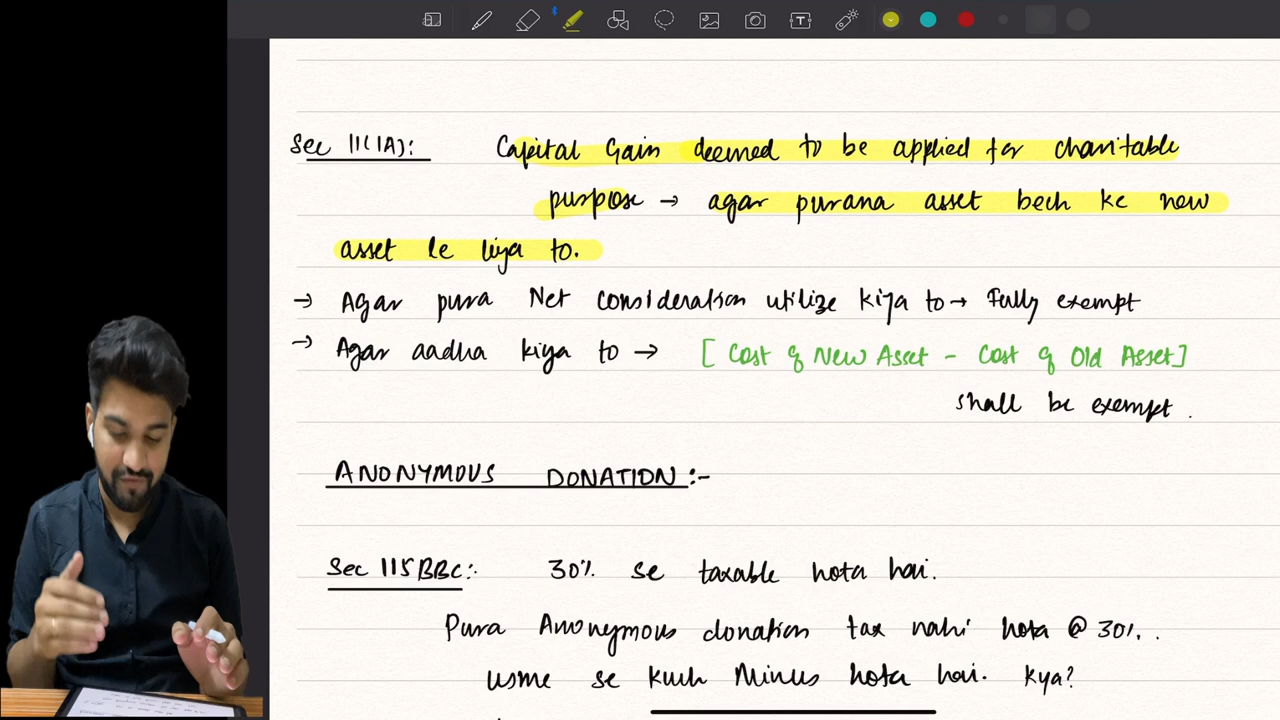 Sec 11(1A): Capital Gain deemed to be applied for charitable
purpose → agar purana asset bech ke new
asset le liya to.
→ Agar pura Net consideration utilize kiya to → Fully exempt
→ Agar aadha kiya to → [Cost of New Asset - Cost of Old Asset]
shall be exempt.
ANONYMOUS DONATION:-
Sec 115BBC:- 30% se taxable hota hai.
Pura Anonymous donation tax nahi hota @ 30%.
usme se kuch Minus hota hai. Kya?